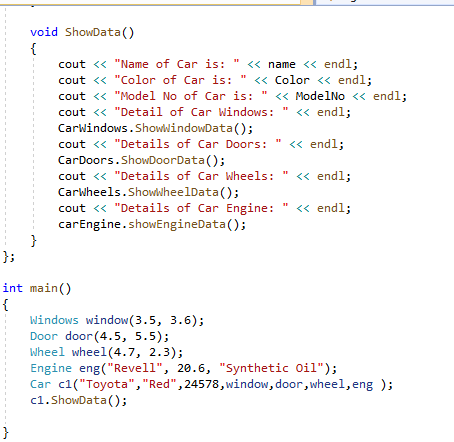 void ShowData()
{
cout << "Name of Car is: " << name << endl;
cout << "Color of Car is: " << Color << endl;
cout << "Model No of Car is: " << ModelNo << endl;
cout << "Detail of Car Windows: " << endl;
CarWindows.ShowWindowData();
cout << "Details of Car Doors: " << endl;
CarDoors.ShowDoorData();
cout << "Details of Car Wheels: " << endl;
CarWheels.ShowWheelData();
cout << "Details of Car Engine: " << endl;
carEngine.showEngineData();
}
};
int main()
{
Windows window(3.5, 3.6);
Door door(4.5, 5.5);
Wheel wheel(4.7, 2.3);
Engine eng("Revell", 20.6, "Synthetic Oil");
Car c1("Toyota","Red",24578,window,door,wheel,eng );
c1.ShowData();
}